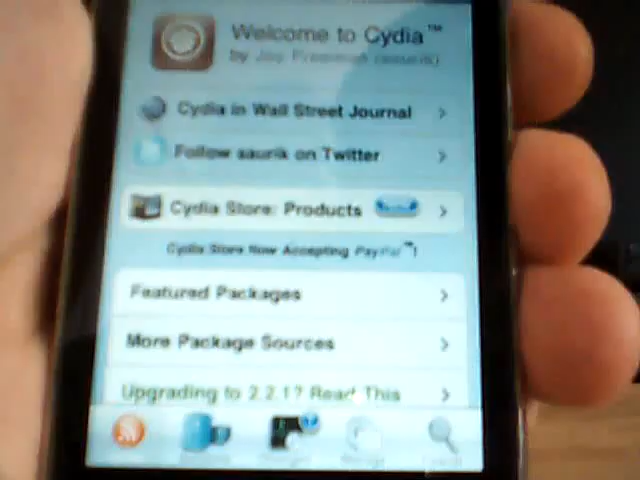 Welcome to Cydia™
by Jay Freeman (saurik)
Cydia in Wall Street Journal
Follow saurik on Twitter
Cydia Store: Products
Cydia Store Now Accepting PayPal™!
Featured Packages
More Package Sources
Upgrading to 2.2.1? Read This